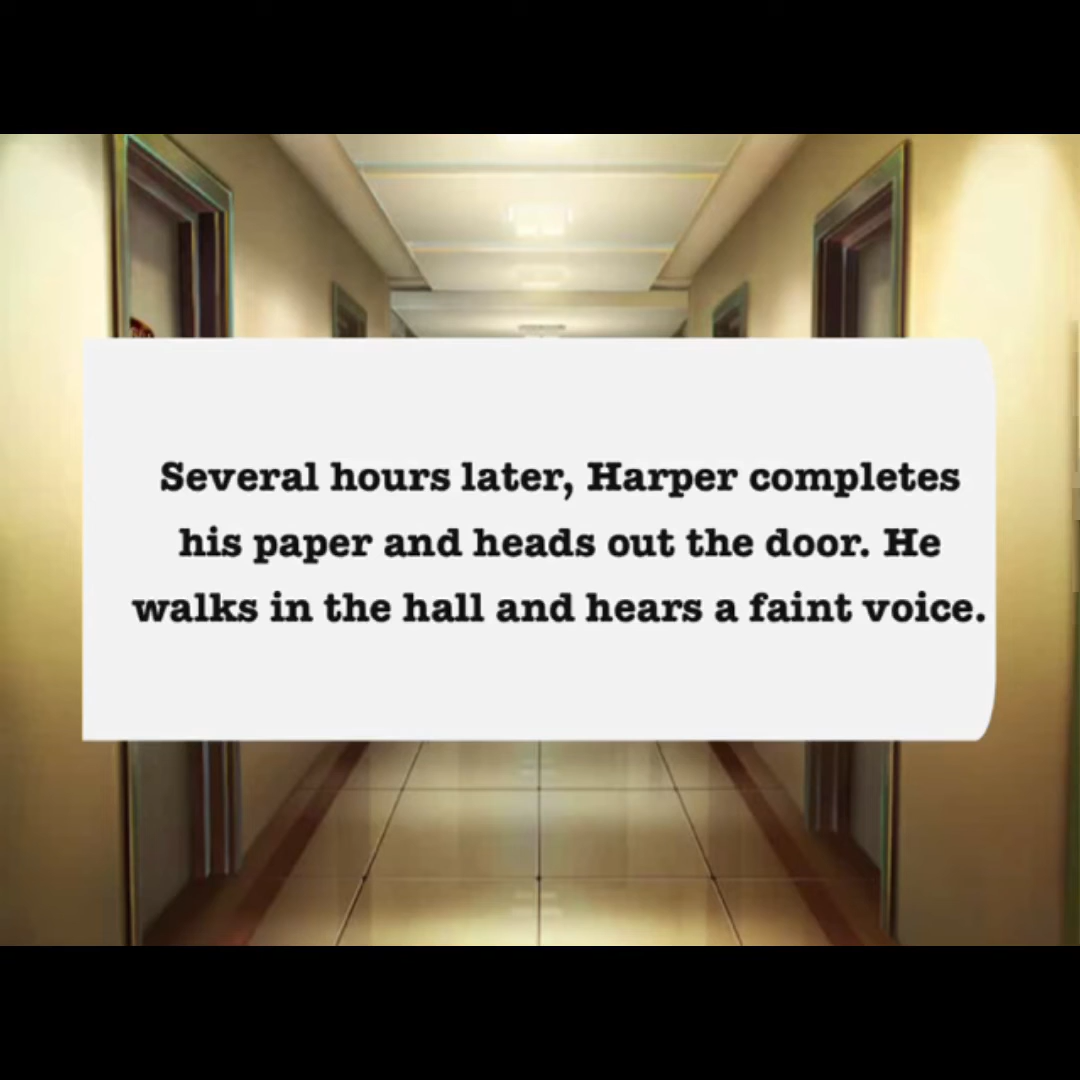 Several hours later, Harper completes
his paper and heads out the door. He
walks in the hall and hears a faint voice.